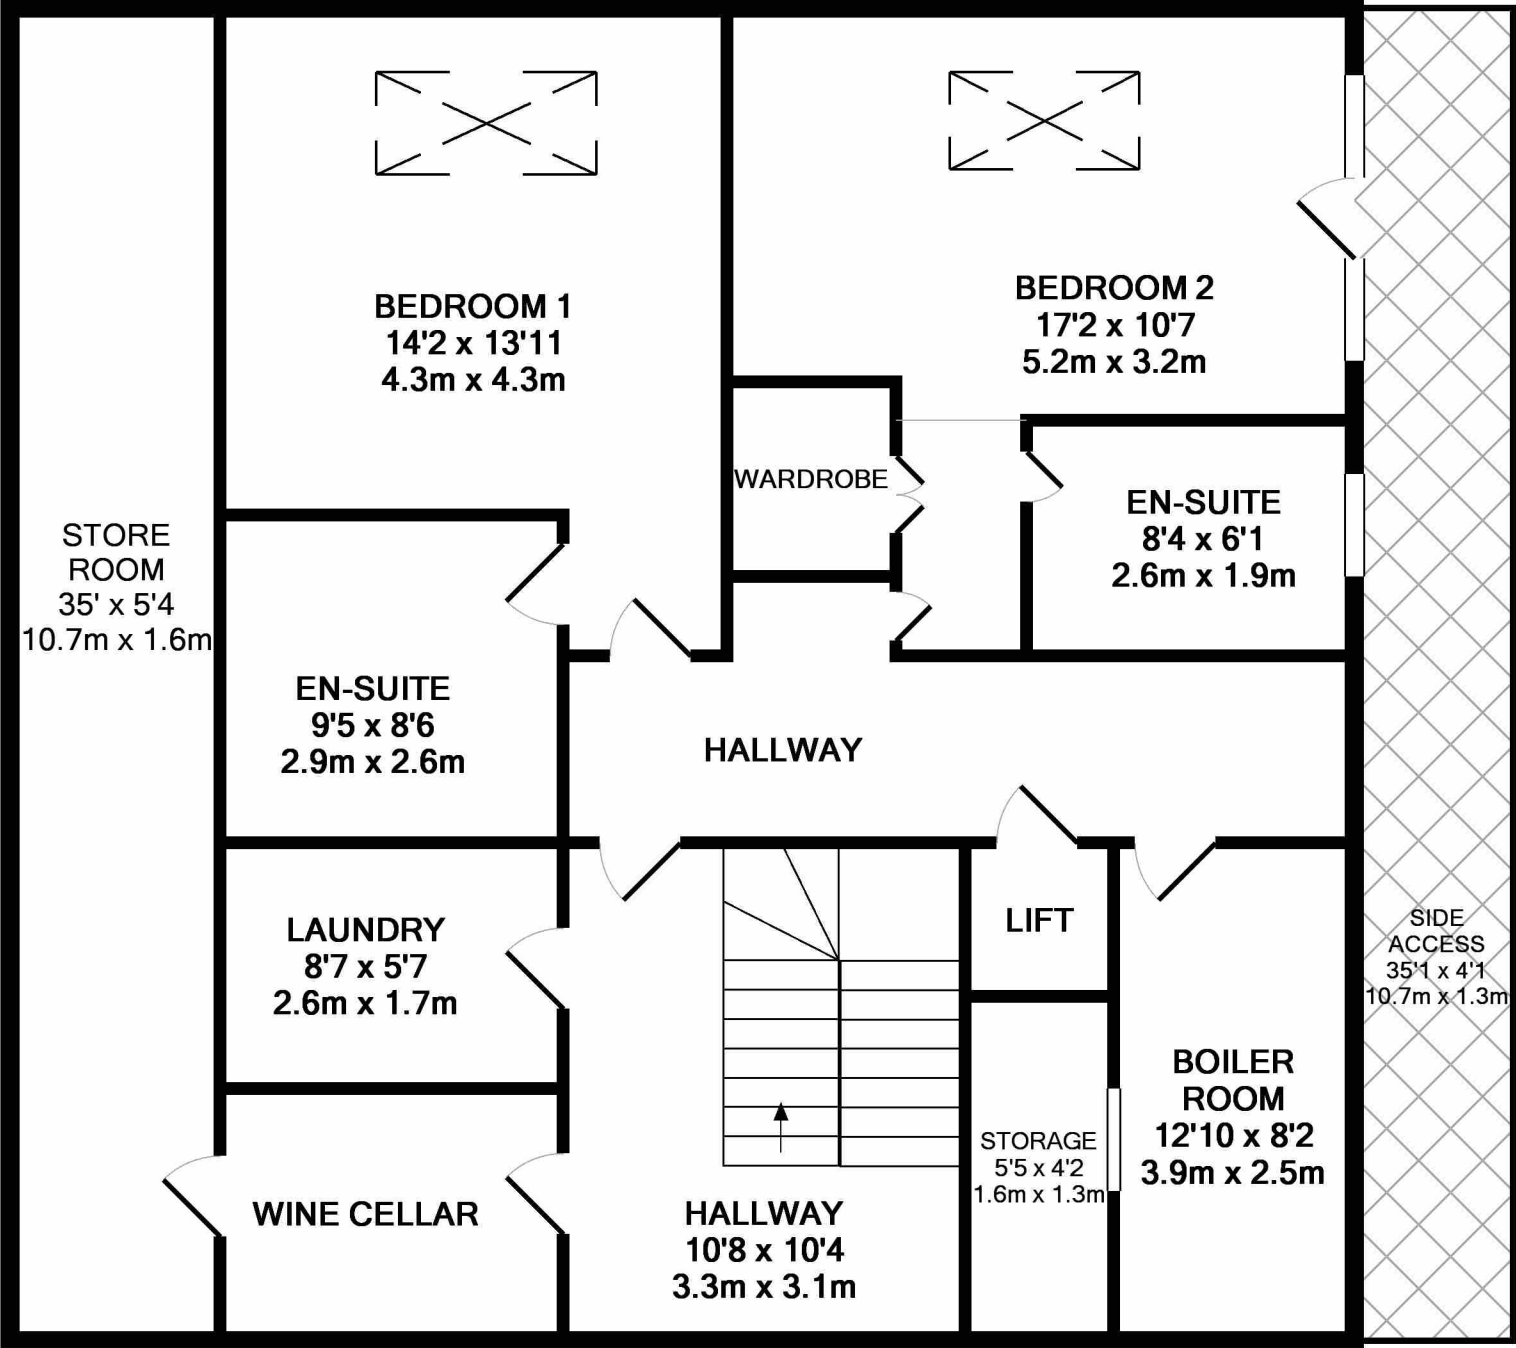 BEDROOM 1
14'2 x 13'11
4.3m x 4.3m
BEDROOM 2
17'2 x 10'7
5.2m x 3.2m
WARDROBE
EN-SUITE
8'4 x 6'1
2.6m x 1.9m
STORE
ROOM
35' x 5'4
10.7m x 1.6m
EN-SUITE
9'5 x 8'6
2.9m x 2.6m
HALLWAY
LAUNDRY
8'7 x 5'7
2.6m x 1.7m
LIFT
SIDE
ACCESS
35'1 x 4'1
10.7m x 1.3m
BOILER
ROOM
12'10 x 8'2
3.9m x 2.5m
STORAGE
5'5 x 4'2
1.6m x 1.3m
WINE CELLAR
HALLWAY
10'8 x 10'4
3.3m x 3.1m